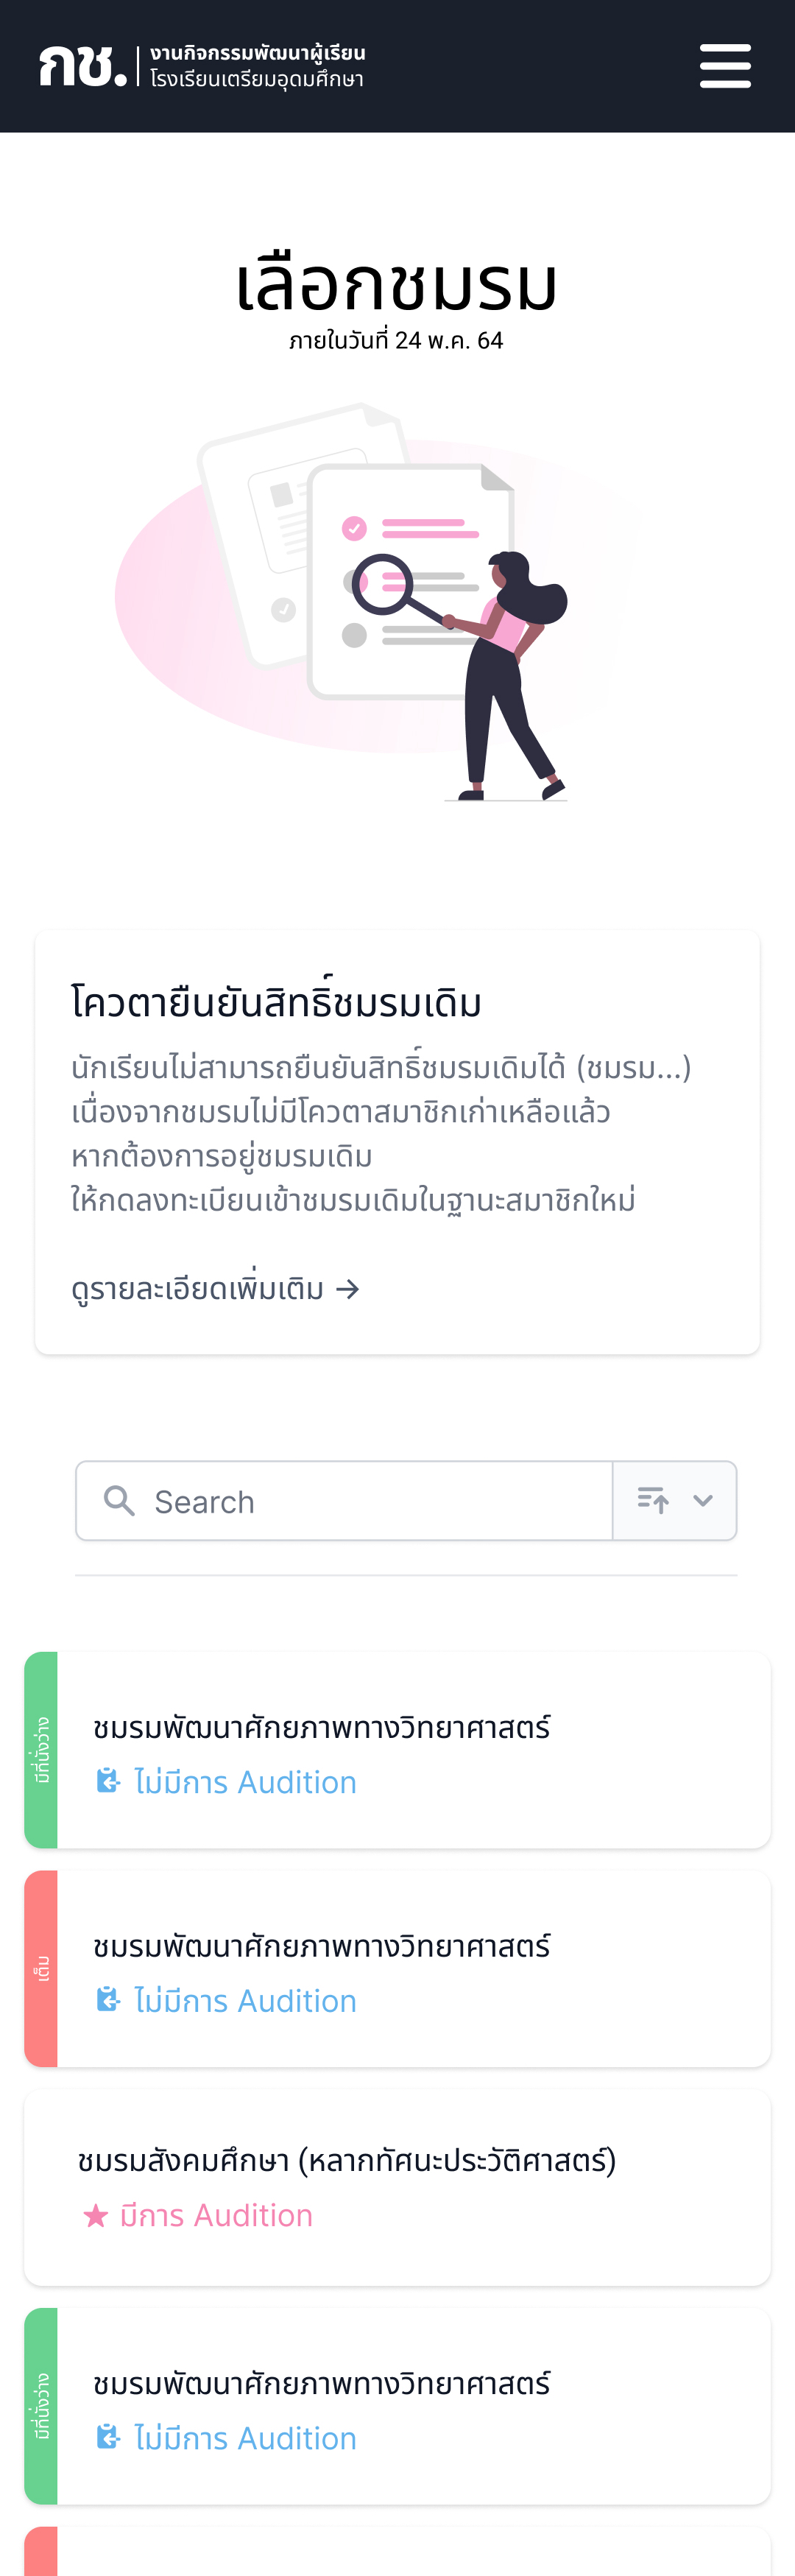 กช.
งานกิจกรรมพัฒนาผู้เรียน
โรงเรียนเตรียมอุดมศึกษา
เลือกชมรม
ภายในวันที่ 24 พ.ค. 64
โควตายืนยันสิทธิ์ชมรมเดิม
นักเรียนไม่สามารถยืนยันสิทธิ์ชมรมเดิมได้ (ชมรม...)
เนื่องจากชมรมไม่มีโควตาสมาชิกเก่าเหลือแล้ว
หากต้องการอยู่ชมรมเดิม
ให้กดลงทะเบียนเข้าชมรมเดิมในฐานะสมาชิกใหม่
ดูรายละเอียดเพิ่มเติม →
Search
มีที่นั่งว่าง
ชมรมพัฒนาศักยภาพทางวิทยาศาสตร์
ไม่มีการ Audition
เต็ม
ชมรมพัฒนาศักยภาพทางวิทยาศาสตร์
ไม่มีการ Audition
ชมรมสังคมศึกษา (หลากทัศนะประวัติศาสตร์)
มีการ Audition
มีที่นั่งว่าง
ชมรมพัฒนาศักยภาพทางวิทยาศาสตร์
ไม่มีการ Audition